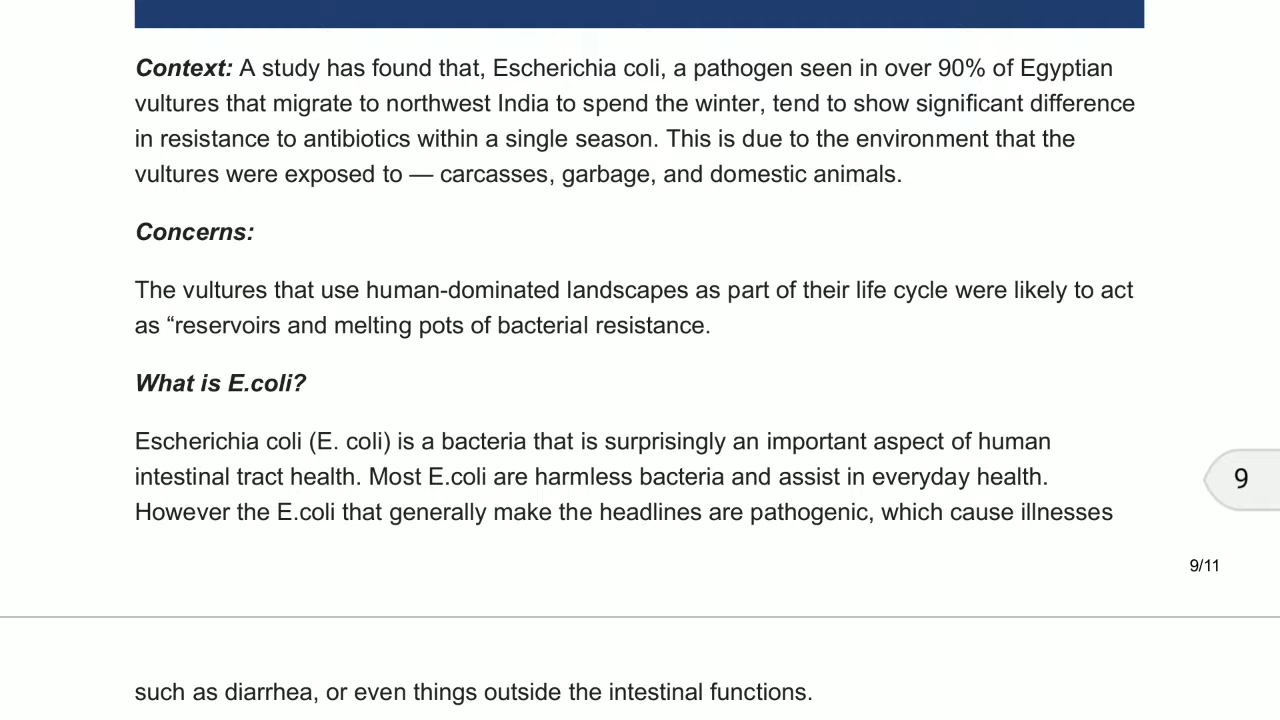 Context: A study has found that, Escherichia coli, a pathogen seen in over 90% of Egyptian
vultures that migrate to northwest India to spend the winter, tend to show significant difference
in resistance to antibiotics within a single season. This is due to the environment that the
vultures were exposed to — carcasses, garbage, and domestic animals.
Concerns:
The vultures that use human-dominated landscapes as part of their life cycle were likely to act
as “reservoirs and melting pots of bacterial resistance.
What is E.coli?
Escherichia coli (E. coli) is a bacteria that is surprisingly an important aspect of human
intestinal tract health. Most E.coli are harmless bacteria and assist in everyday health.
However the E.coli that generally make the headlines are pathogenic, which cause illnesses
9
9/11
such as diarrhea, or even things outside the intestinal functions.